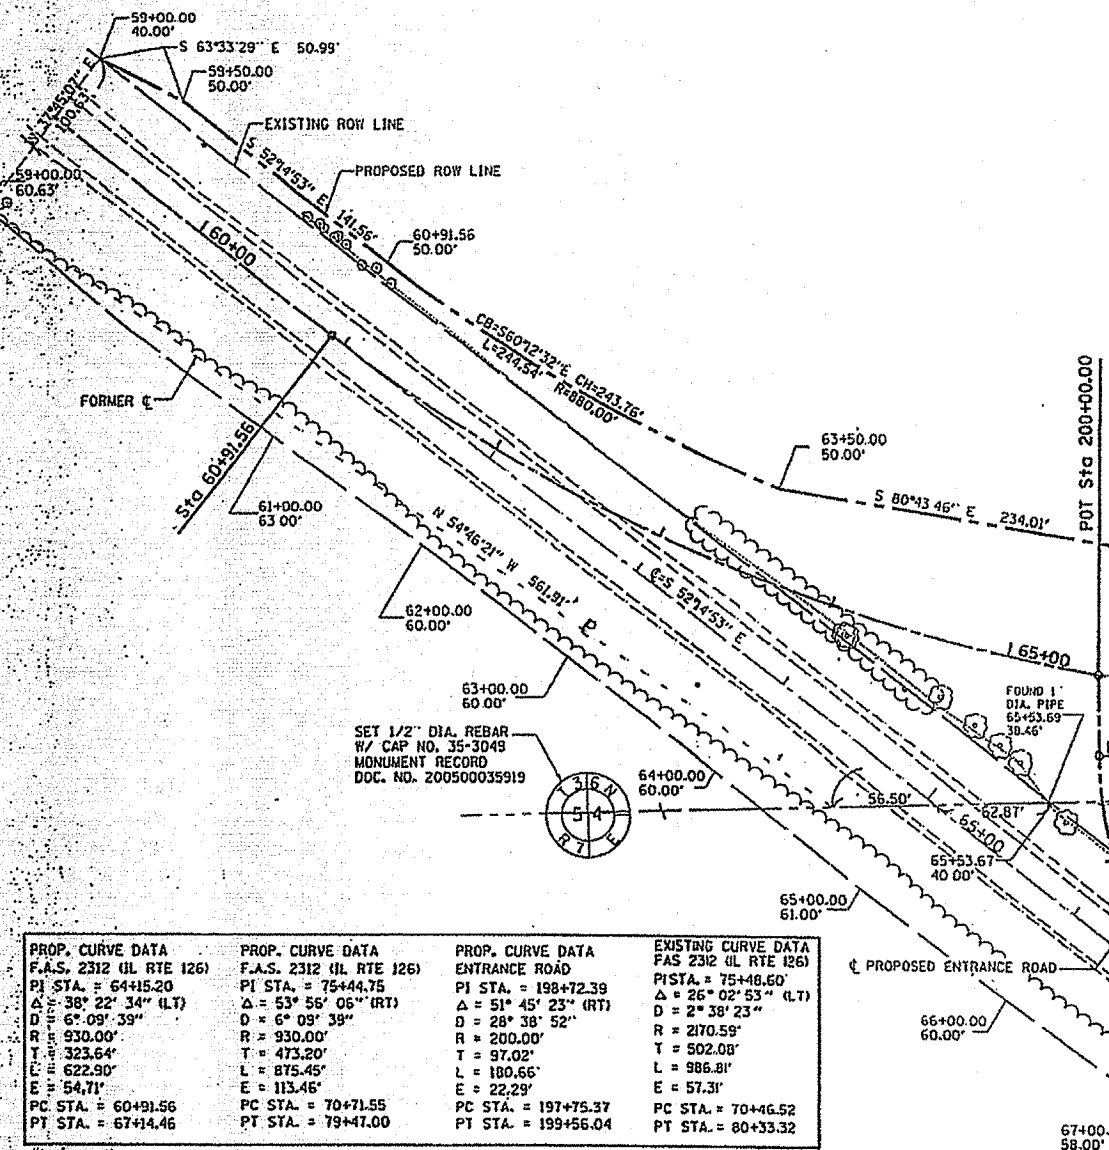 59+00.00
40.00'
S 63°33'29" E 50.99'
59+50.00
50.00'
EXISTING ROW LINE
N 37°45'07" E
100.63'
S 52°14'53" E
141.56'
PROPOSED ROW LINE
59+00.00
60.63'
60+00
60+91.56
50.00'
CB=S60°12'32"E CH=243.76'
L=244.54' R=880.00'
FORMER ℄
Sta 60+91.56
61+00.00
63.00'
63+50.00
50.00'
POT Sta 200+00.00
S 80°43'46" E 234.01'
N 54°46'21" W 561.91'
℄=S 52°14'53" E
62+00.00
60.00'
65+00
63+00.00
60.00'
FOUND 1"
DIA. PIPE
65+53.69
30.46'
SET 1/2" DIA. REBAR
W/ CAP NO. 35-3049
MONUMENT RECORD
DOC. NO. 200500035919
64+00.00
60.00'
T 36 N
5 4
R 7 E
56.50'
62.87'
65+00
65+53.67
40.00'
65+00.00
61.00'
℄ PROPOSED ENTRANCE ROAD
66+00.00
60.00'
67+00.
58.00'
PROP. CURVE DATA
F.A.S. 2312 (IL RTE 126)
PI STA. = 64+15.20
Δ = 38° 22' 34" (LT)
D = 6° 09' 39"
R = 930.00'
T = 323.64'
L = 622.90'
E = 54.71'
PC STA. = 60+91.56
PT STA. = 67+14.46
PROP. CURVE DATA
F.A.S. 2312 (IL RTE 126)
PI STA. = 75+44.75
Δ = 53° 56' 06" (RT)
D = 6° 09' 39"
R = 930.00'
T = 473.20'
L = 875.45'
E = 113.46'
PC STA. = 70+71.55
PT STA. = 79+47.00
PROP. CURVE DATA
ENTRANCE ROAD
PI STA. = 198+72.39
Δ = 51° 45' 23" (RT)
D = 28° 38' 52"
R = 200.00'
T = 97.02'
L = 180.66'
E = 22.29'
PC STA. = 197+75.37
PT STA. = 199+56.04
EXISTING CURVE DATA
FAS 2312 (IL RTE 126)
PI STA. = 75+48.60'
Δ = 26° 02' 53" (LT)
D = 2° 38' 23"
R = 2170.59'
T = 502.08'
L = 986.81'
E = 57.31'
PC STA. = 70+46.52
PT STA. = 80+33.32